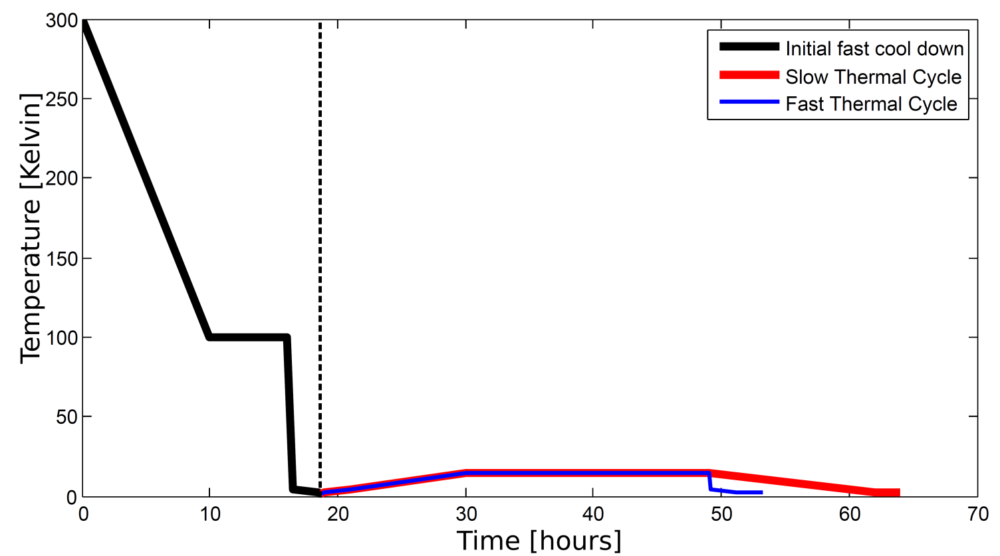 300
250
200
150
100
50
0
Temperature [Kelvin]
Initial fast cool down
Slow Thermal Cycle
Fast Thermal Cycle
0 10 20 30 40 50 60 70
Time [hours]